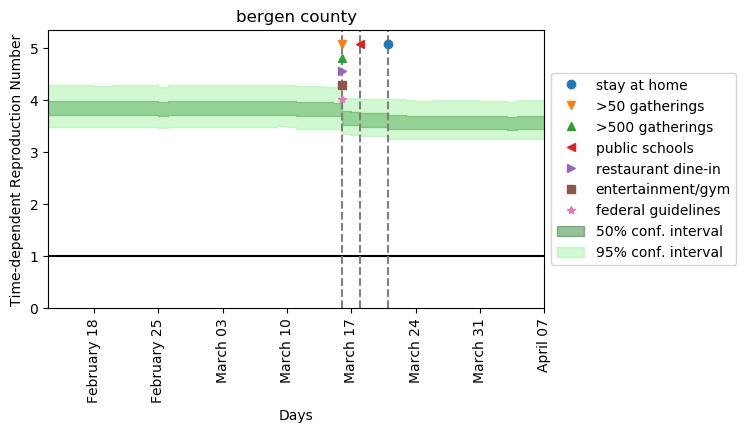 bergen county
Time-dependent Reproduction Number
5
4
3
2
1
0
February 18
February 25
March 03
March 10
March 17
March 24
March 31
April 07
Days
stay at home
>50 gatherings
>500 gatherings
public schools
restaurant dine-in
entertainment/gym
federal guidelines
50% conf. interval
95% conf. interval